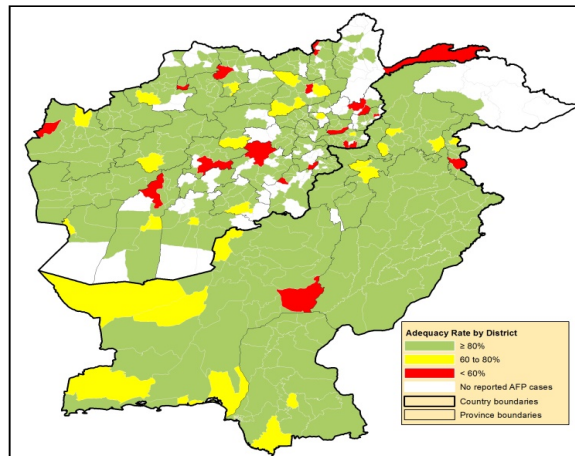 Adequacy Rate by District
≥ 80%
60 to 80%
< 60%
No reported AFP cases
Country boundaries
Province boundaries